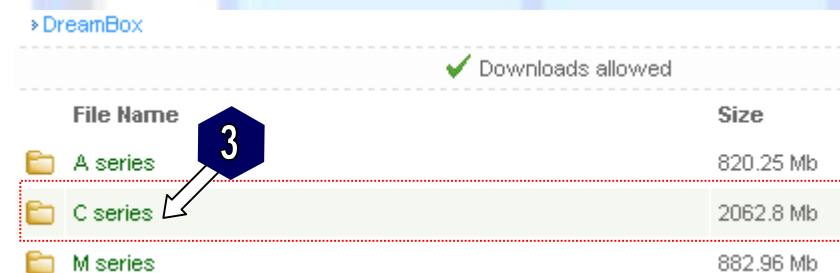 » DreamBox
Downloads allowed
File Name Size
3
A series 820.25 Mb
C series 2062.8 Mb
M series 882.96 Mb